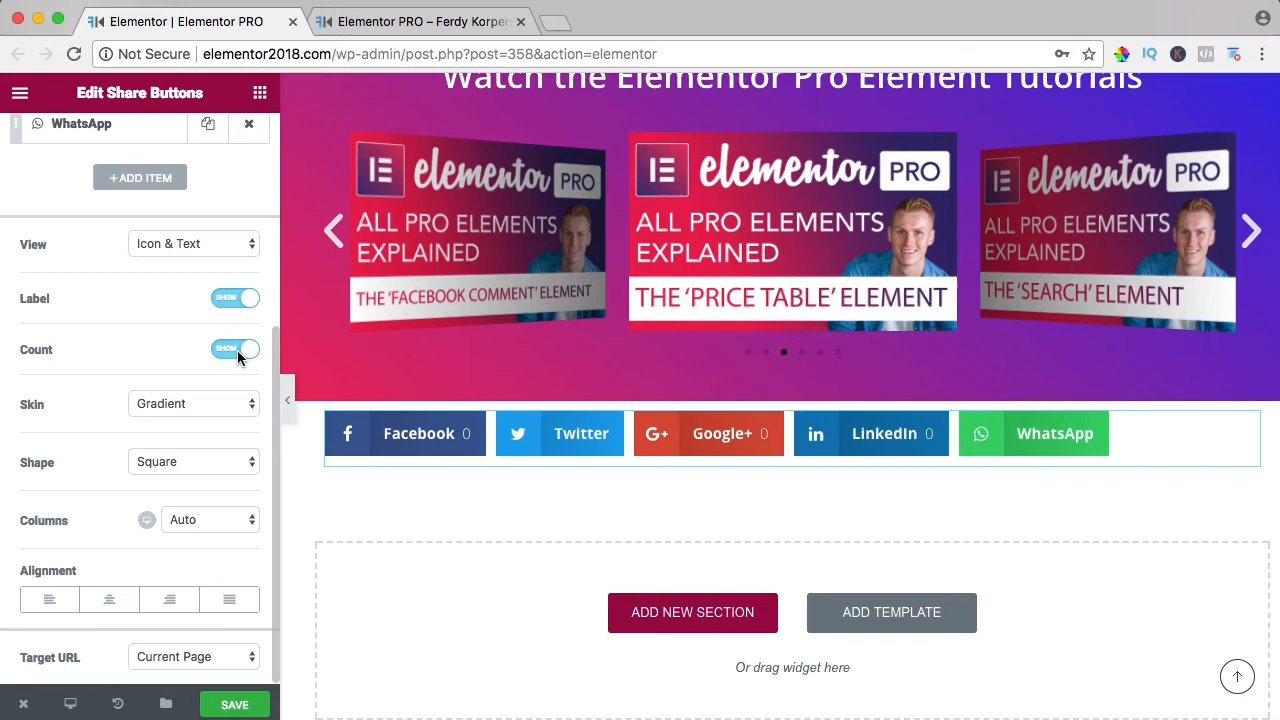 Elementor | Elementor PRO
Elementor PRO – Ferdy Korpers
Not Secure
elementor2018.com/wp-admin/post.php?post=358&action=elementor
Edit Share Buttons
WhatsApp
+ ADD ITEM
View
Icon & Text
Label
SHOW
Count
SHOW
Skin
Gradient
Shape
Square
Columns
Auto
Alignment
Target URL
Current Page
SAVE
Watch the Elementor Pro Element Tutorials
elementor PRO
ALL PRO ELEMENTS
EXPLAINED
THE 'FACEBOOK COMMENT' ELEMENT
elementor PRO
ALL PRO ELEMENTS
EXPLAINED
THE 'PRICE TABLE' ELEMENT
elementor PRO
ALL PRO ELEMENTS
EXPLAINED
THE 'SEARCH' ELEMENT
Facebook 0
Twitter
G+ Google+ 0
in LinkedIn 0
WhatsApp
ADD NEW SECTION
ADD TEMPLATE
Or drag widget here